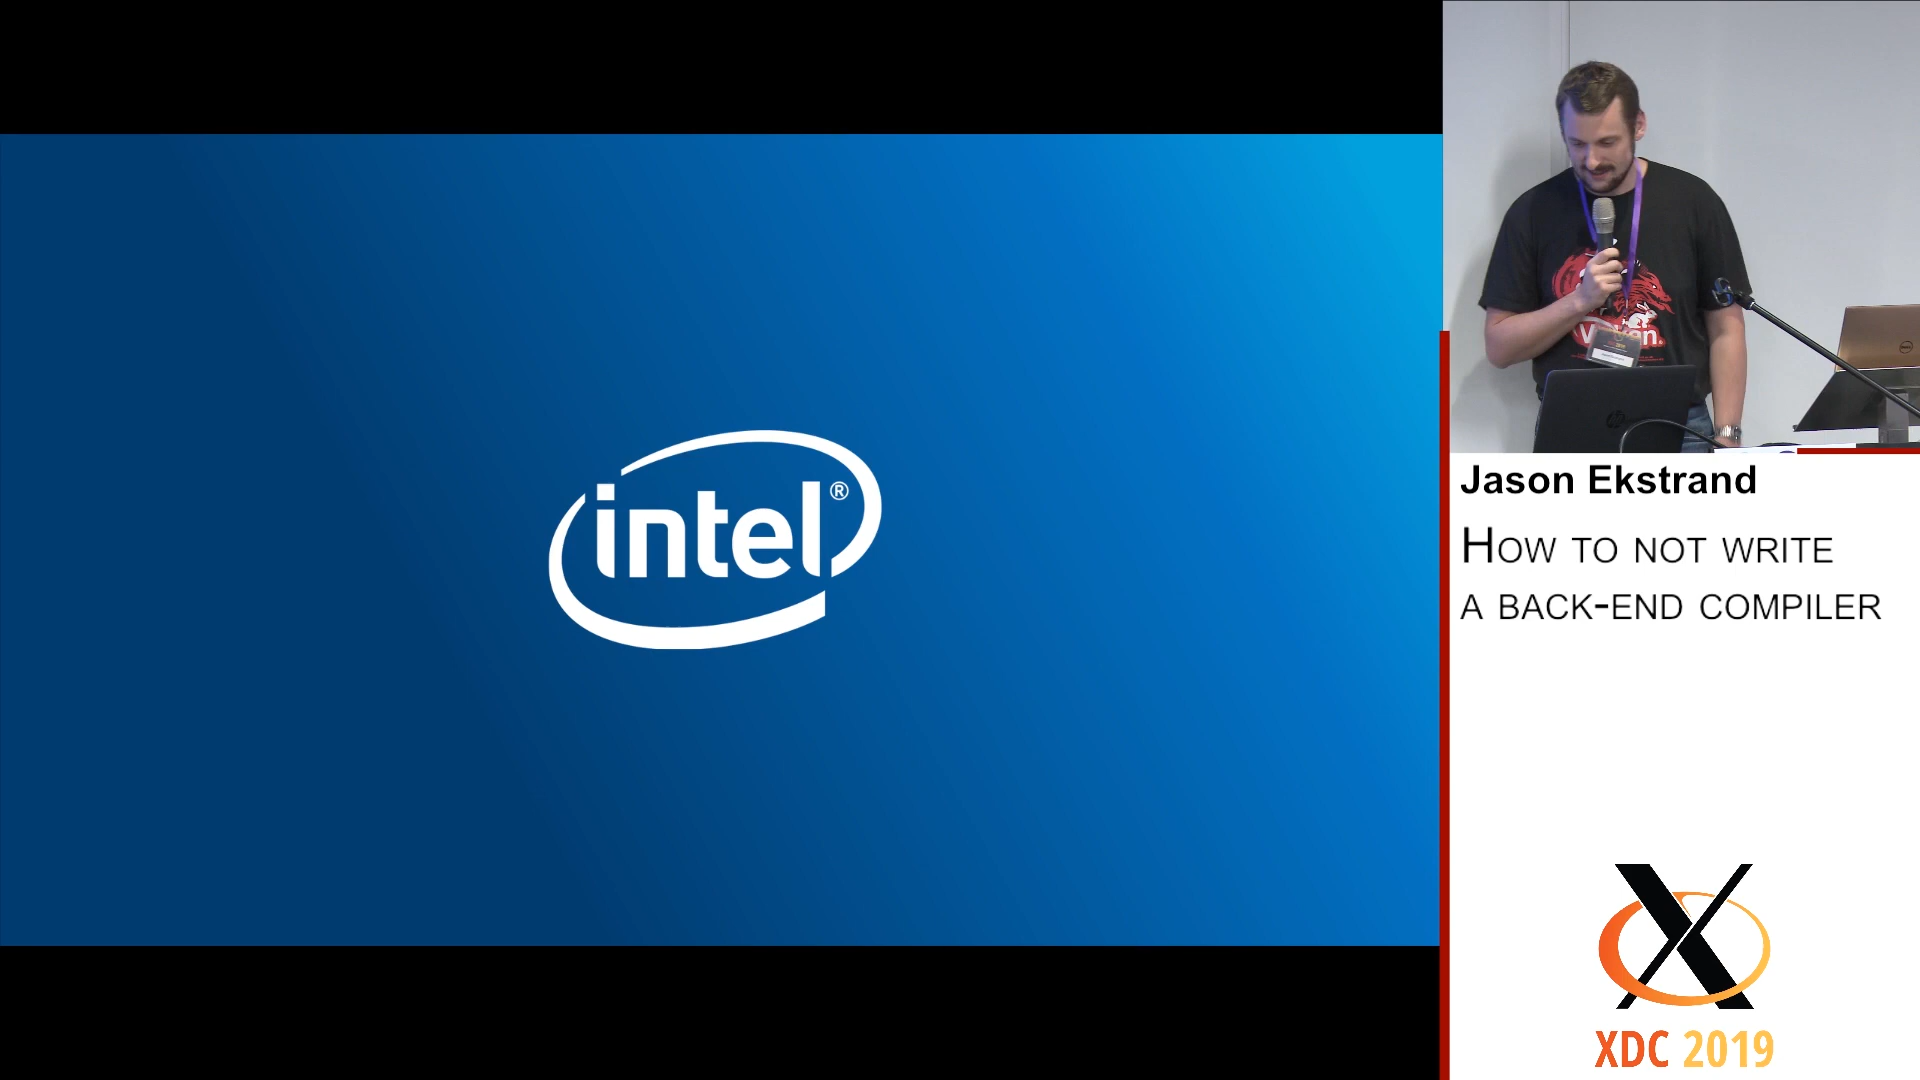 intel®
Jason Ekstrand
How to not write
a back-end compiler
XDC 2019